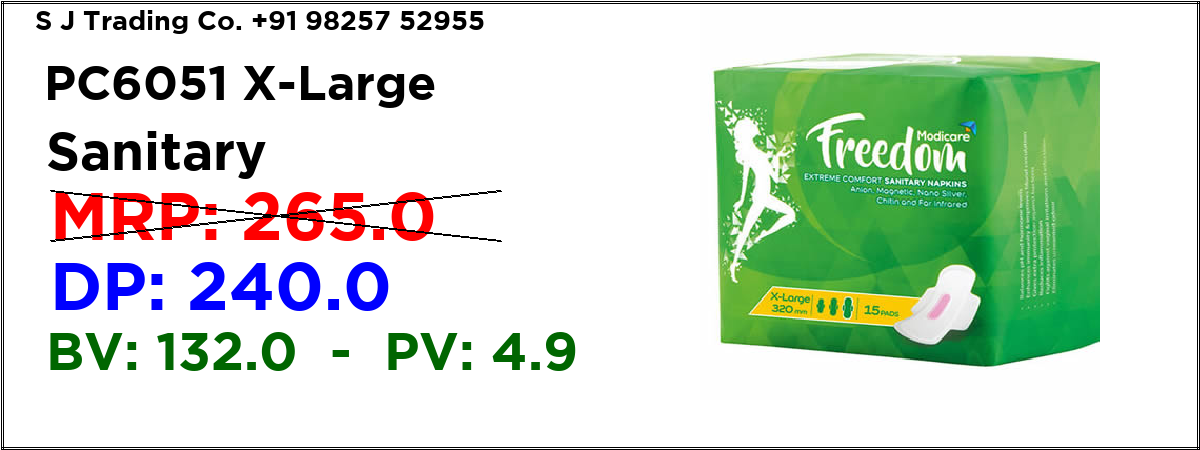 S J Trading Co. +91 98257 52955
PC6051 X-Large
Sanitary
MRP: 265.0
DP: 240.0
BV: 132.0 - PV: 4.9
Modicare
Freedom
EXTREME COMFORT SANITARY NAPKINS
Anion, Magnetic, Nano Silver,
Chitin and Far Infrared
X-Large
320 mm
15 PADS